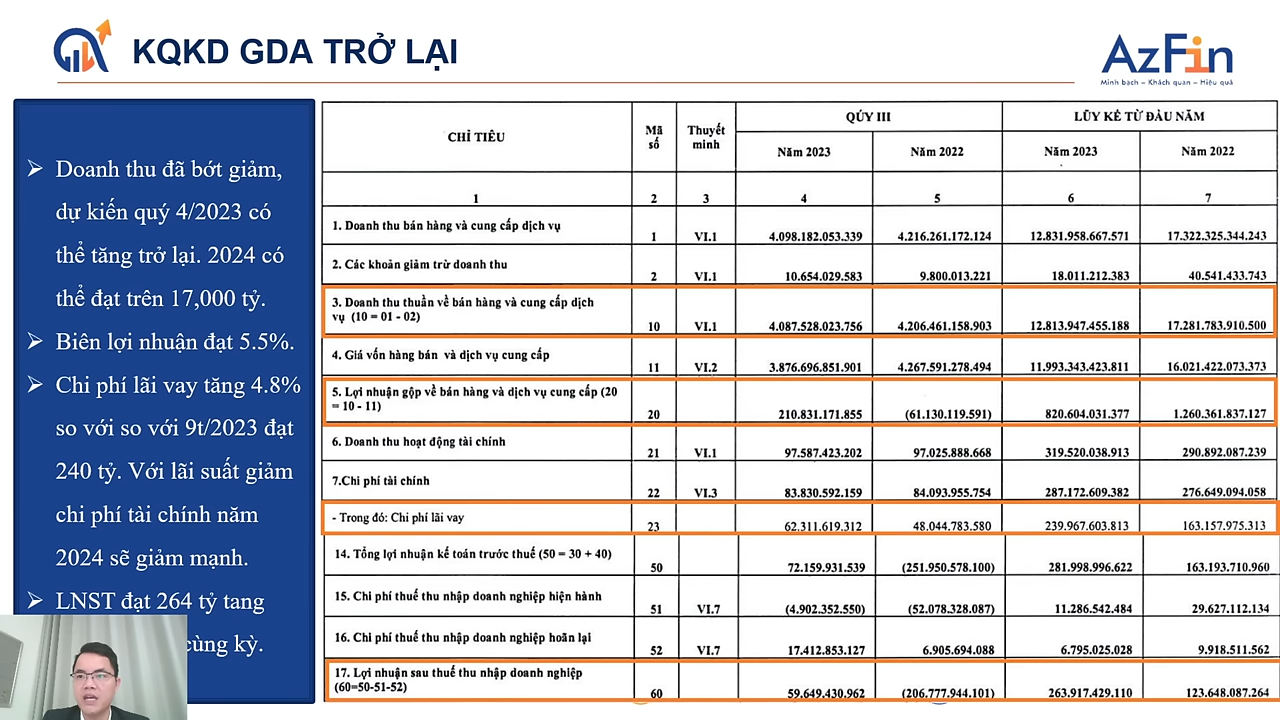 KQKD GDA TRỞ LẠI
AzFin
Minh bạch – Khách quan – Hiệu quả
Doanh thu đã bớt giảm,
dự kiến quý 4/2023 có
thể tăng trở lại. 2024 có
thể đạt trên 17,000 tỷ.
Biên lợi nhuận đạt 5.5%.
Chi phí lãi vay tăng 4.8%
so với so với 9t/2023 đạt
240 tỷ. Với lãi suất giảm
chi phí tài chính năm
2024 sẽ giảm mạnh.
LNST đạt 264 tỷ tang
cùng kỳ.
CHỈ TIÊU Mã số Thuyết minh QÚY III LŨY KẾ TỪ ĐẦU NĂM
Năm 2023 Năm 2022 Năm 2023 Năm 2022
1 2 3 4 5 6 7
1. Doanh thu bán hàng và cung cấp dịch vụ 1 VI.1 4.098.182.053.339 4.216.261.172.124 12.831.958.667.571 17.322.325.344.243
2. Các khoản giảm trừ doanh thu 2 VI.1 10.654.029.583 9.800.013.221 18.011.212.383 40.541.433.743
3. Doanh thu thuần về bán hàng và cung cấp dịch
vụ (10 = 01 - 02) 10 VI.1 4.087.528.023.756 4.206.461.158.903 12.813.947.455.188 17.281.783.910.500
4. Giá vốn hàng bán và dịch vụ cung cấp 11 VI.2 3.876.696.851.901 4.267.591.278.494 11.993.343.423.811 16.021.422.073.373
5. Lợi nhuận gộp về bán hàng và dịch vụ cung cấp (20
= 10 - 11) 20 210.831.171.855 (61.130.119.591) 820.604.031.377 1.260.361.837.127
6. Doanh thu hoạt động tài chính 21 VI.1 97.587.423.202 97.025.888.668 319.520.038.913 290.892.087.239
7.Chi phí tài chính 22 VI.3 83.830.592.159 84.093.955.754 287.172.609.382 276.649.094.058
- Trong đó: Chi phí lãi vay 23 62.311.619.312 48.044.783.580 239.967.603.813 163.157.975.313
14. Tổng lợi nhuận kế toán trước thuế (50 = 30 + 40) 50 72.159.931.539 (251.950.578.100) 281.998.996.622 163.193.710.960
15. Chi phí thuế thu nhập doanh nghiệp hiện hành 51 VI.7 (4.902.352.550) (52.078.328.087) 11.286.542.484 29.627.112.134
16. Chi phí thuế thu nhập doanh nghiệp hoãn lại 52 VI.7 17.412.853.127 6.905.694.088 6.795.025.028 9.918.511.562
17. Lợi nhuận sau thuế thu nhập doanh nghiệp
(60=50-51-52) 60 59.649.430.962 (206.777.944.101) 263.917.429.110 123.648.087.264